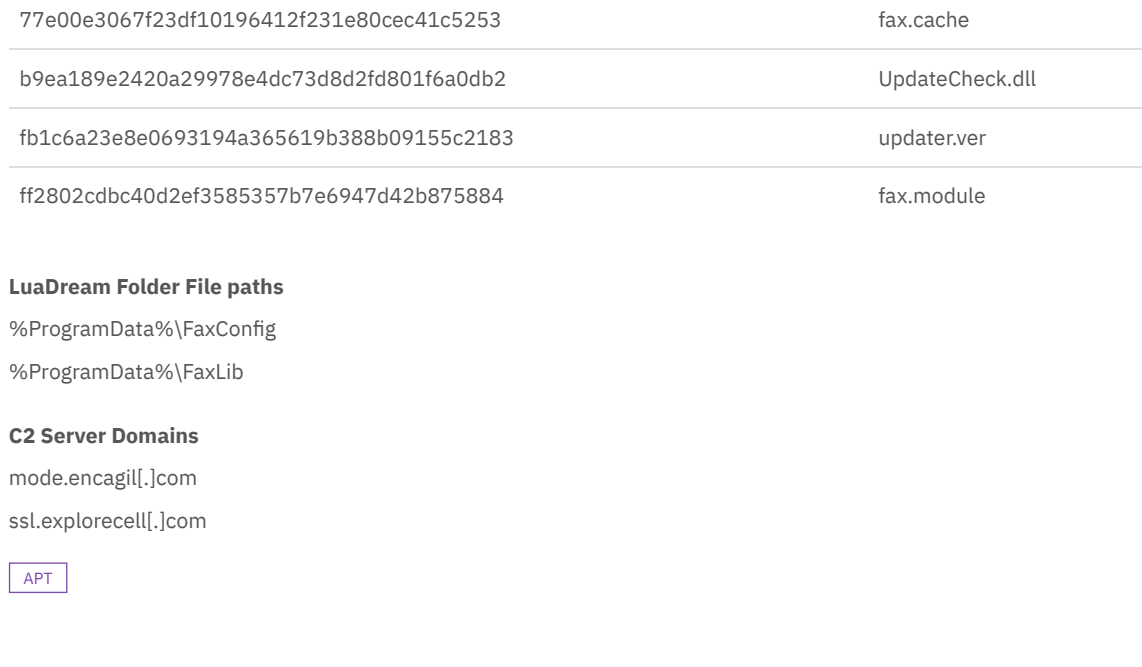 77e00e3067f23df10196412f231e80cec41c5253 fax.cache
b9ea189e2420a29978e4dc73d8d2fd801f6a0db2 UpdateCheck.dll
fb1c6a23e8e0693194a365619b388b09155c2183 updater.ver
ff2802cdbc40d2ef3585357b7e6947d42b875884 fax.module
LuaDream Folder File paths
%ProgramData%\FaxConfig
%ProgramData%\FaxLib
C2 Server Domains
mode.encagil[.]com
ssl.explorecell[.]com
APT